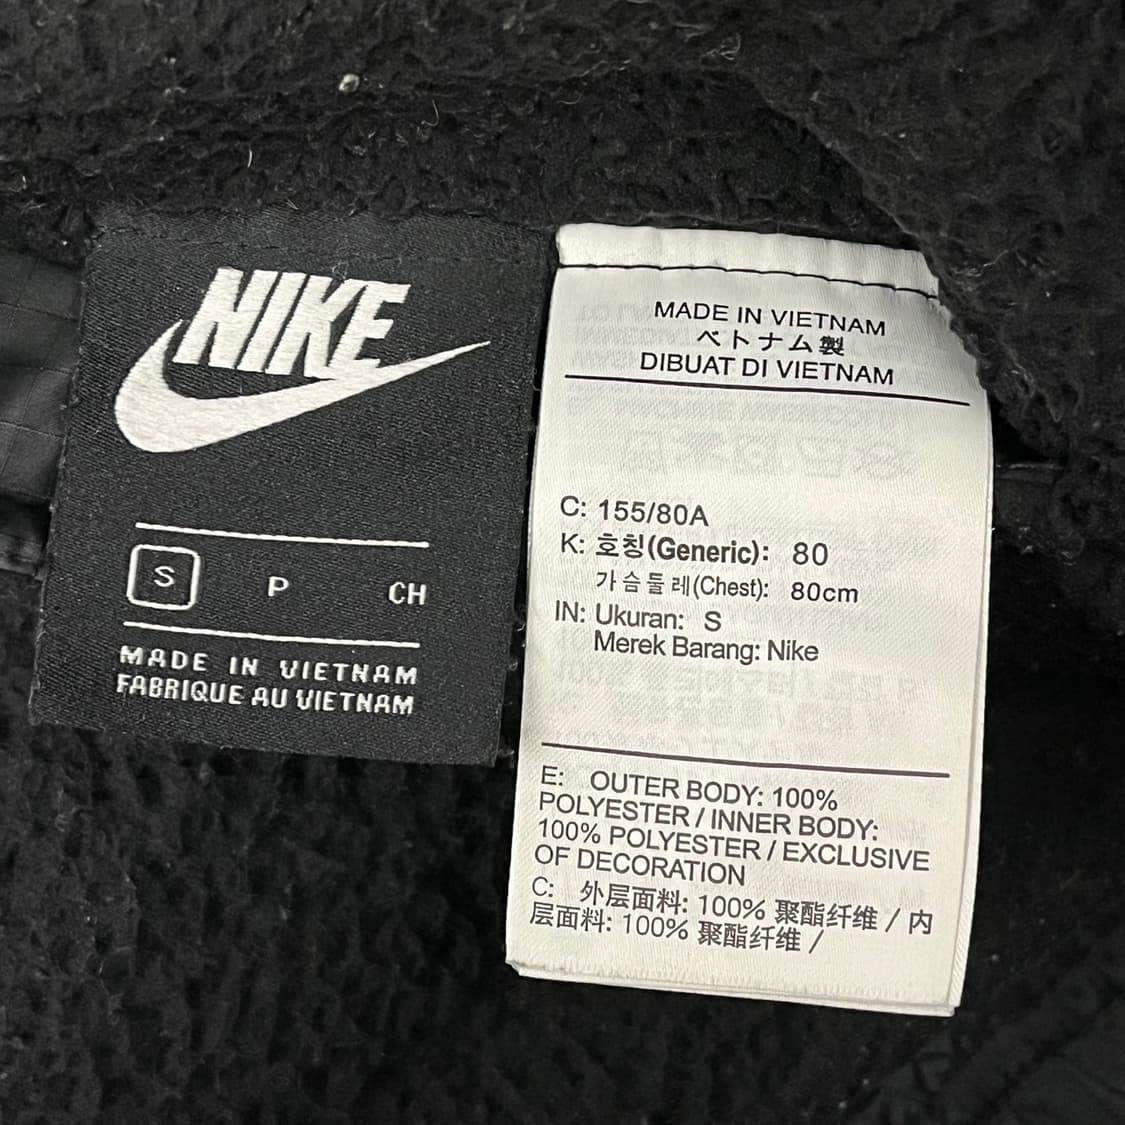 NIKE
S P CH
MADE IN VIETNAM
FABRIQUE AU VIETNAM
MADE IN VIETNAM
ベトナム製
DIBUAT DI VIETNAM
C: 155/80A
K: 호칭(Generic): 80
가슴둘레(Chest): 80cm
IN: Ukuran: S
Merek Barang: Nike
E: OUTER BODY: 100%
POLYESTER / INNER BODY:
100% POLYESTER / EXCLUSIVE
OF DECORATION
C: 外层面料: 100% 聚酯纤维 / 内
层面料: 100% 聚酯纤维 /